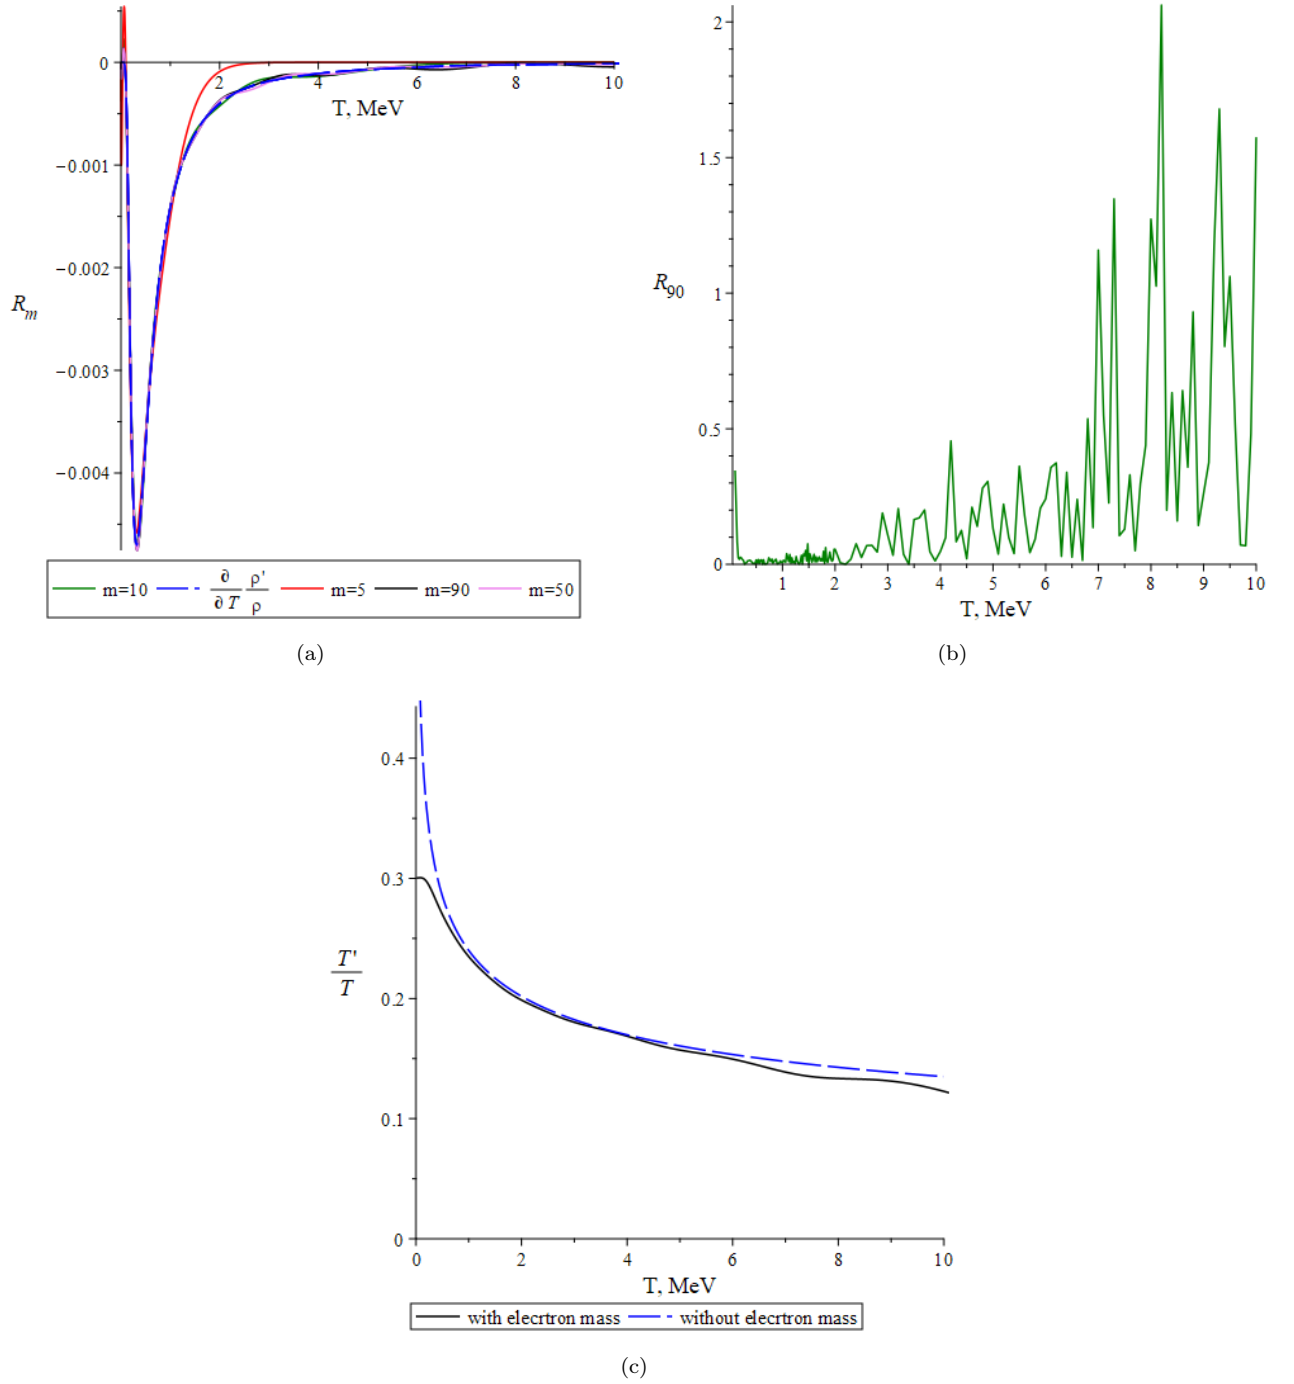 0
2
4
6
8
10
T, MeV
−0.001
−0.002
−0.003
−0.004
R_m
m=10
∂/∂T ρ'/ρ
m=5
m=90
m=50
(a)
2
1.5
1
0.5
0
R_90
1 2 3 4 5 6 7 8 9 10
T, MeV
(b)
0.4
0.3
0.2
0.1
0
T'/T
0 2 4 6 8 10
T, MeV
with elecrtron mass
without elecrtron mass
(c)